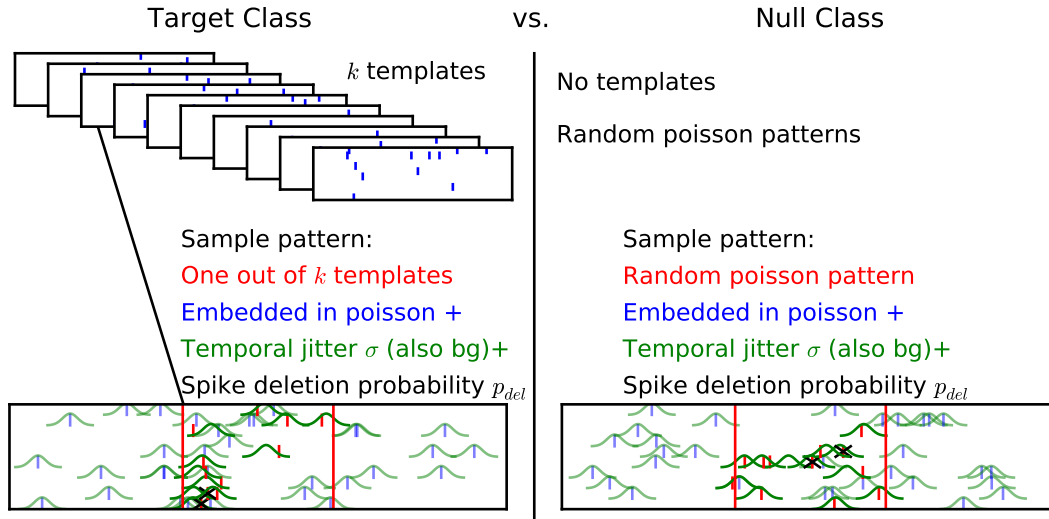 Target Class
vs.
Null Class
k templates
No templates
Random poisson patterns
Sample pattern:
One out of k templates
Embedded in poisson +
Temporal jitter σ (also bg)+
Spike deletion probability p_del
Sample pattern:
Random poisson pattern
Embedded in poisson +
Temporal jitter σ (also bg)+
Spike deletion probability p_del